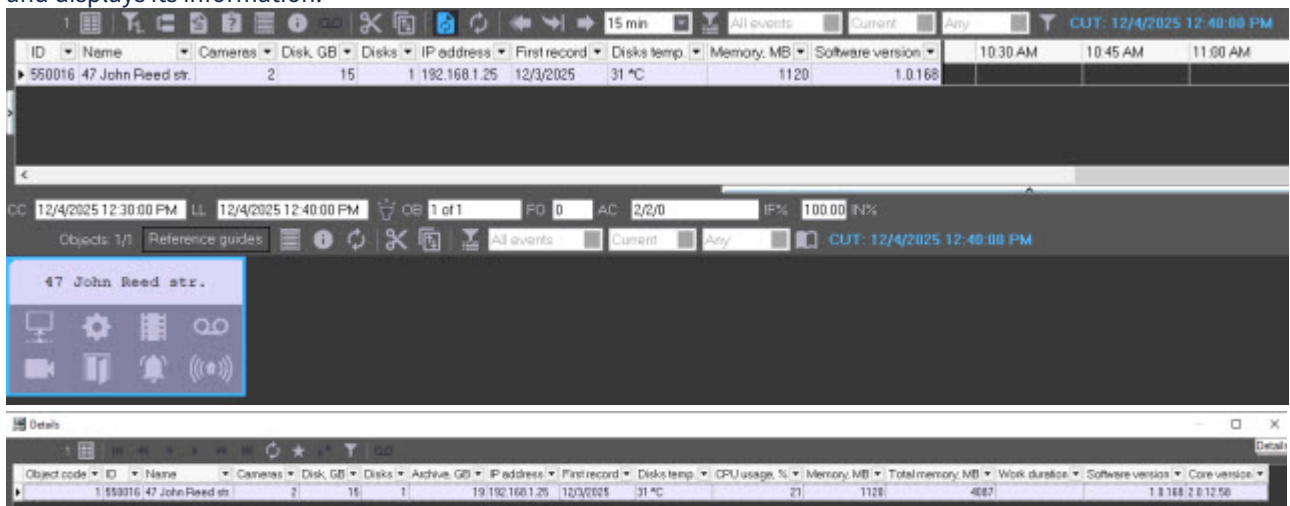 and displays its information.
1 15 min All events Current Any CUT: 12/4/2025 12:40:00 PM
ID Name Cameras Disk, GB Disks IP address First record Disks temp. Memory, MB Software version 10:30 AM 10:45 AM 11:00 AM
550016 47 John Reed str. 2 15 1 192.168.1.25 12/3/2025 31 °C 1120 1.0.168
CC 12/4/2025 12:30:00 PM LL 12/4/2025 12:40:00 PM OB 1 of 1 FO 0 AC 2/2/0 IF% 100.00 IN%
Objects: 1/1 Reference guides All events Current Any CUT: 12/4/2025 12:40:00 PM
47 John Reed str.
Details
1
Details
Object code ID Name Cameras Disk, GB Disks Archive, GB IP address First record Disks temp. CPU usage, % Memory, MB Total memory, MB Work duration Software version Core version
1 550016 47 John Reed str. 2 15 1 19 192.168.1.25 12/3/2025 31 °C 21 1128 4087 1.0.168 2.0.12.58